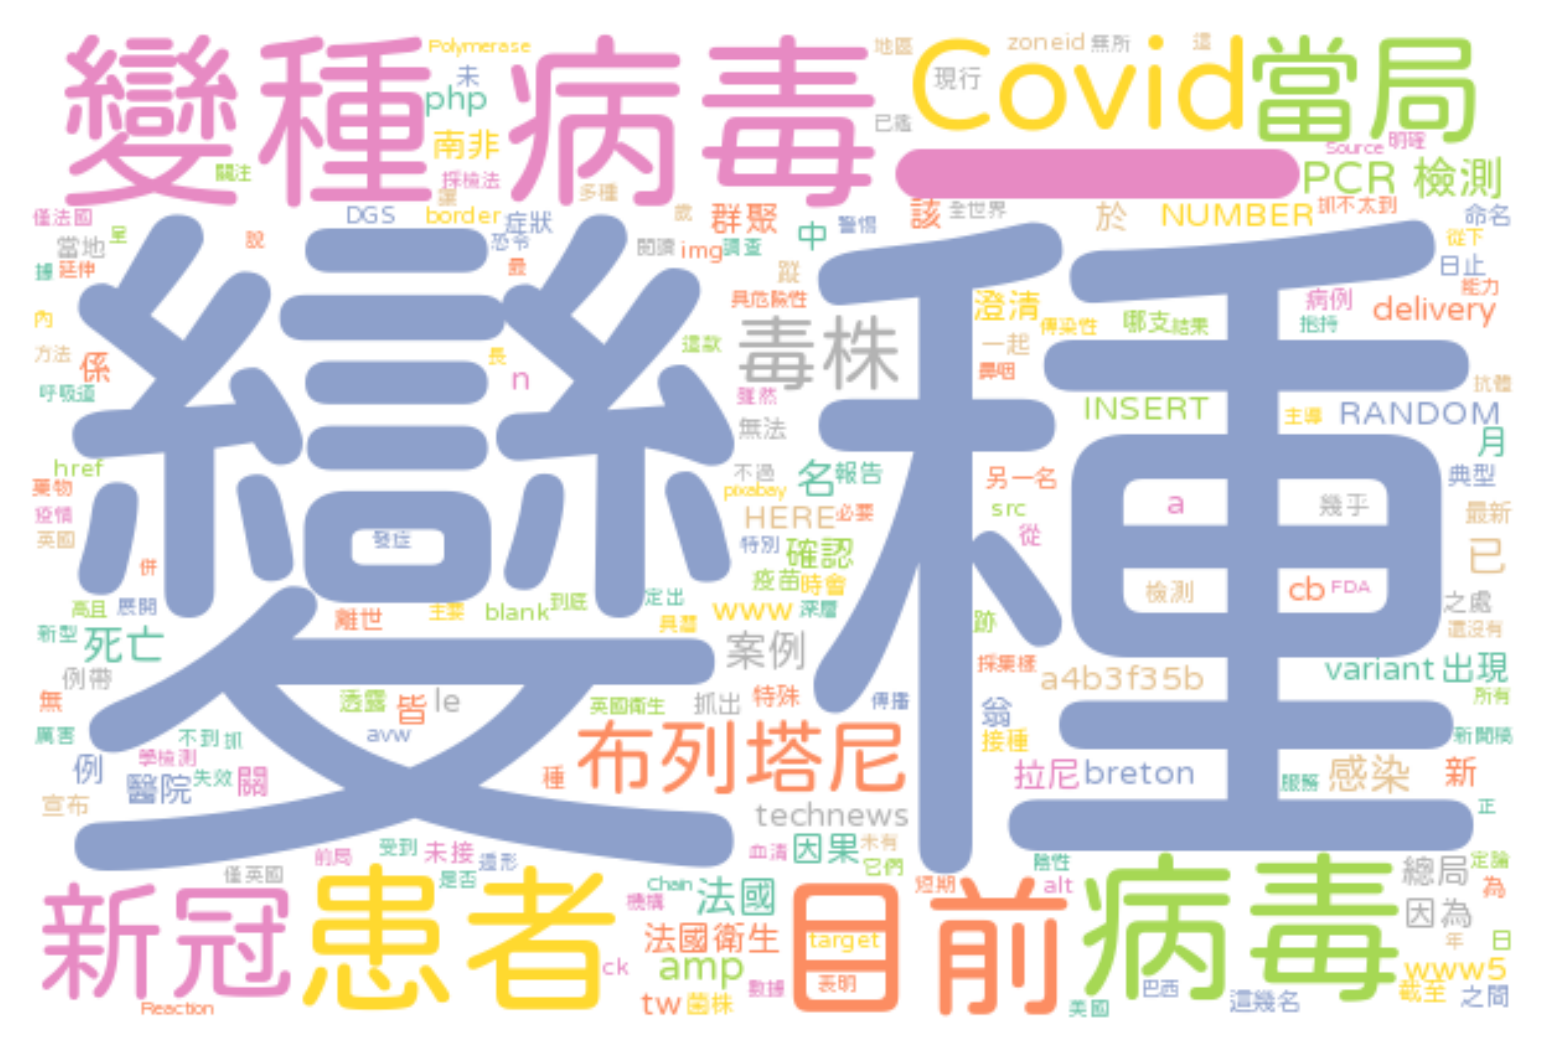 變種病毒 Covid 當局
Polymerase 地區 zoneid 無所 這
未 現行
php
已鑑
南非 Source 明確
關注 採檢法 多種 PCR 檢測
讓
僅法國 DGS border 症狀 歲 群聚 該 全世界 於 NUMBER 抓不太到 命名
當地 呈 說 恐令 閱讀 img 調查 中 警惕 從下
據 延伸 最 蹤 日止
變種
具危險性 澄清 病例 delivery 能力
內 傳染性 哪支 結果 抱持
方法 係 長 這款 毒株 一起
呼吸道 n 雖然 鼻咽 抗體
無法 INSERT 主導 RANDOM
月
href 不過 名 報告 另一名 典型
藥物 pixabay
疫情 HERE 必要 src a 幾乎 最新
英國 發症 特別 確認 從 已
併 疫苗 時會 檢測 cb FDA
高且 展開 主要 blank 到底 定出 www 深層 之處
新型 死亡 離世 具潛 跡 還沒有
例帶 案例 採集樣 a4b3f35b variant 出現
無 透露 皆 le 英國衛生 抓出 特殊 傳播 所有
厲害 不到 抓 avw 翁 新聞稿
例 學檢測 布列塔尼 接種
醫院 失效 關 種 拉尼 breton 服務 感染 新
宣布 technews 正
前局 受到 未接 邊形 血清 因果 未有 陰性
僅英國 是否 它們 總局 定論
新冠 患者 Chain 法國 目前 短期 alt 病毒 為
機構 因為
法國衛生 target 年 日
ck amp www5
Reaction tw 菌株 數據 表明 美國 巴西 這幾名 截至 之間